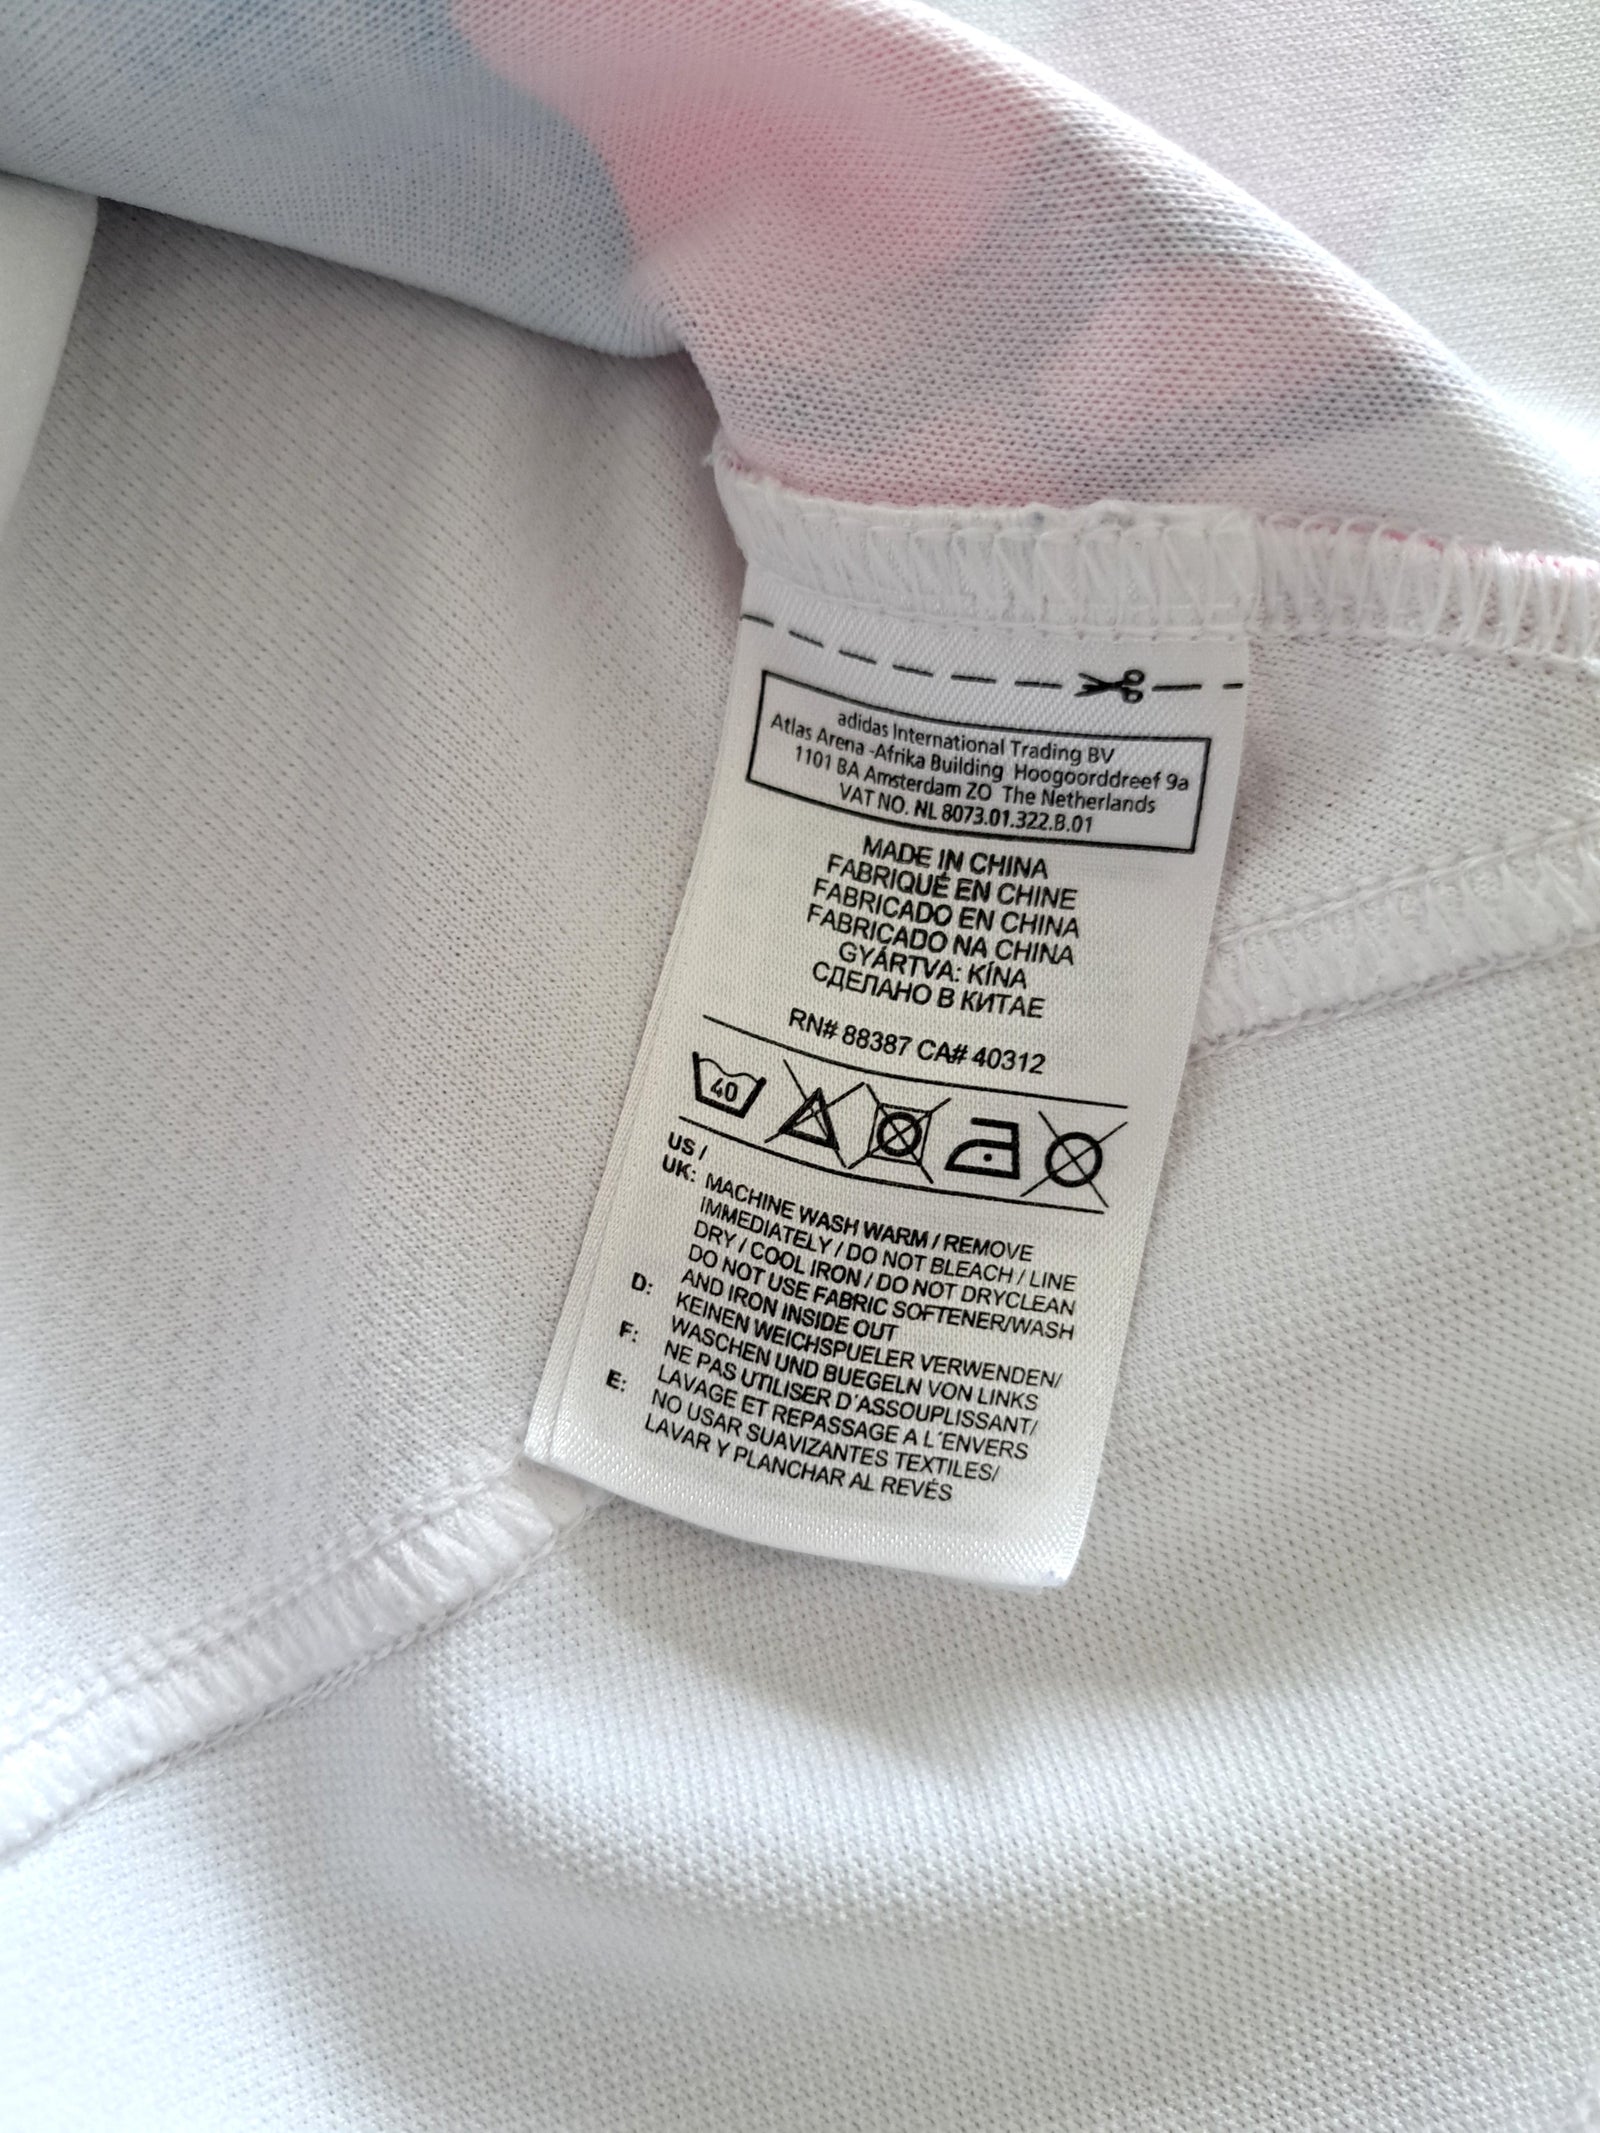 adidas International Trading BV
Atlas Arena -Afrika Building Hoogoorddreef 9a
1101 BA Amsterdam ZO The Netherlands
VAT NO. NL 8073.01.322.B.01
MADE IN CHINA
FABRIQUÉ EN CHINE
FABRICADO EN CHINA
FABRICADO NA CHINA
GYÁRTVA: KÍNA
СДЕЛАНО В КИТАЕ
RN# 88387 CA# 40312
40
US /
UK: MACHINE WASH WARM / REMOVE
IMMEDIATELY / DO NOT BLEACH / LINE
DRY / COOL IRON / DO NOT DRYCLEAN
DO NOT USE FABRIC SOFTENER/WASH
AND IRON INSIDE OUT
D: KEINEN WEICHSPUELER VERWENDEN/
WASCHEN UND BUEGELN VON LINKS
F: NE PAS UTILISER D'ASSOUPLISSANT/
LAVAGE ET REPASSAGE A L'ENVERS
E: NO USAR SUAVIZANTES TEXTILES/
LAVAR Y PLANCHAR AL REVÉS